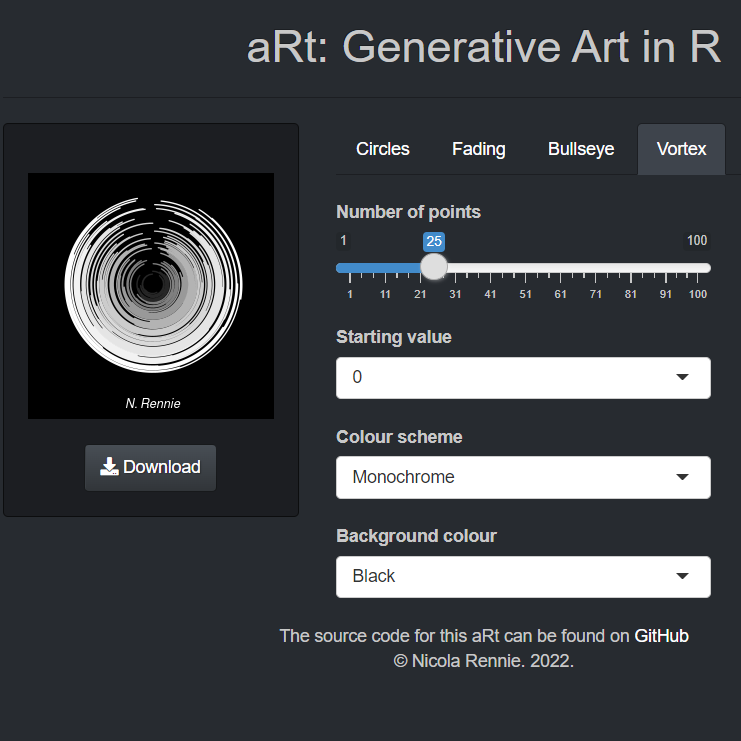 aRt: Generative Art in R
N. Rennie
Download
Circles Fading Bullseye Vortex
Number of points
1 25 100
1 11 21 31 41 51 61 71 81 91 100
Starting value
0
Colour scheme
Monochrome
Background colour
Black
The source code for this aRt can be found on GitHub
© Nicola Rennie. 2022.